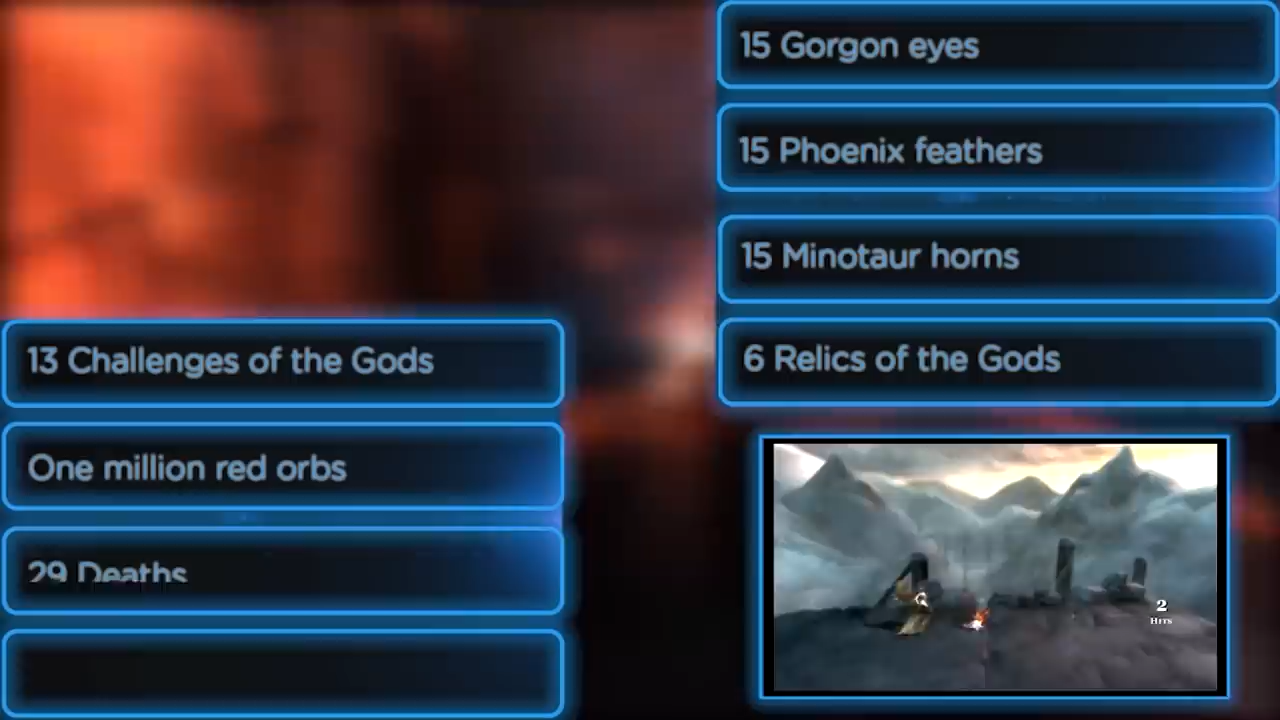 15 Gorgon eyes
15 Phoenix feathers
15 Minotaur horns
6 Relics of the Gods
13 Challenges of the Gods
One million red orbs
29 Deaths
2
Hits